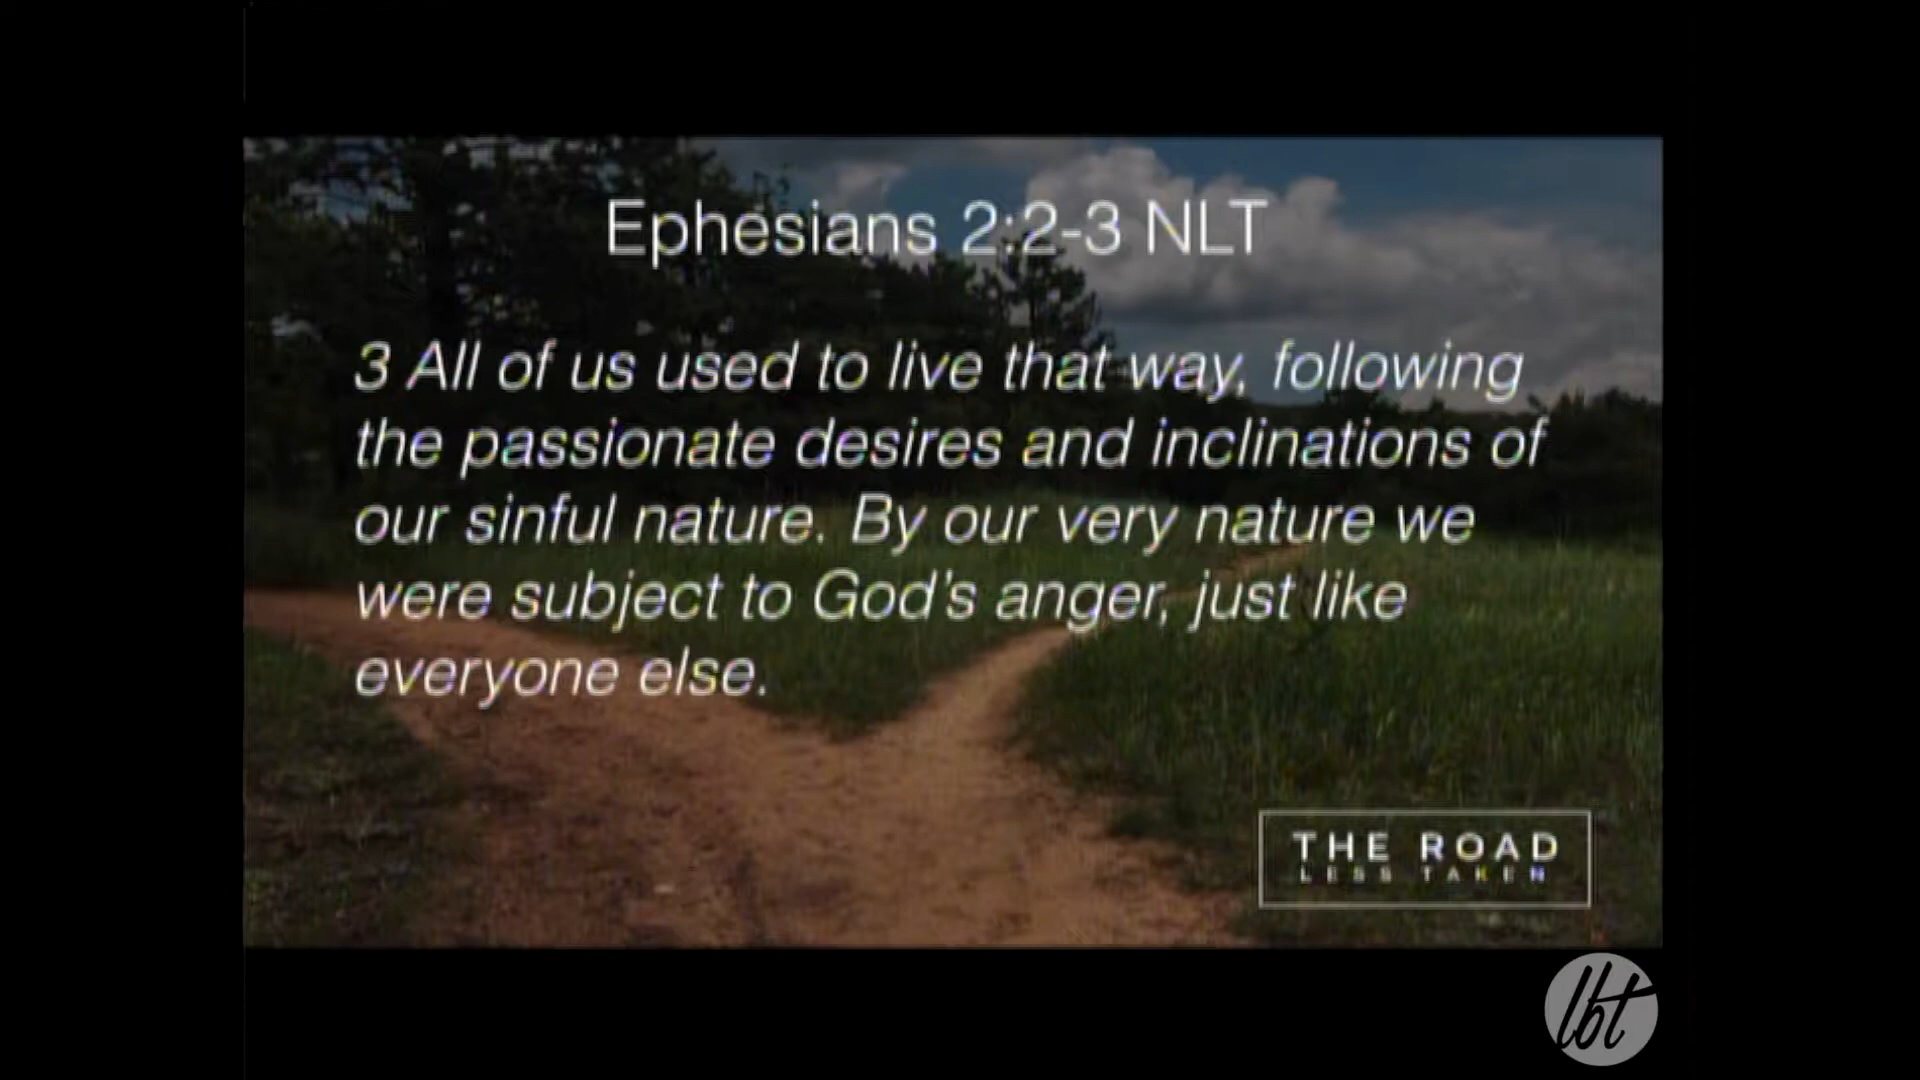 Ephesians 2:2-3 NLT
3 All of us used to live that way, following
the passionate desires and inclinations of
our sinful nature. By our very nature we
were subject to God's anger, just like
everyone else.
THE ROAD
LESS TAKEN
lbt